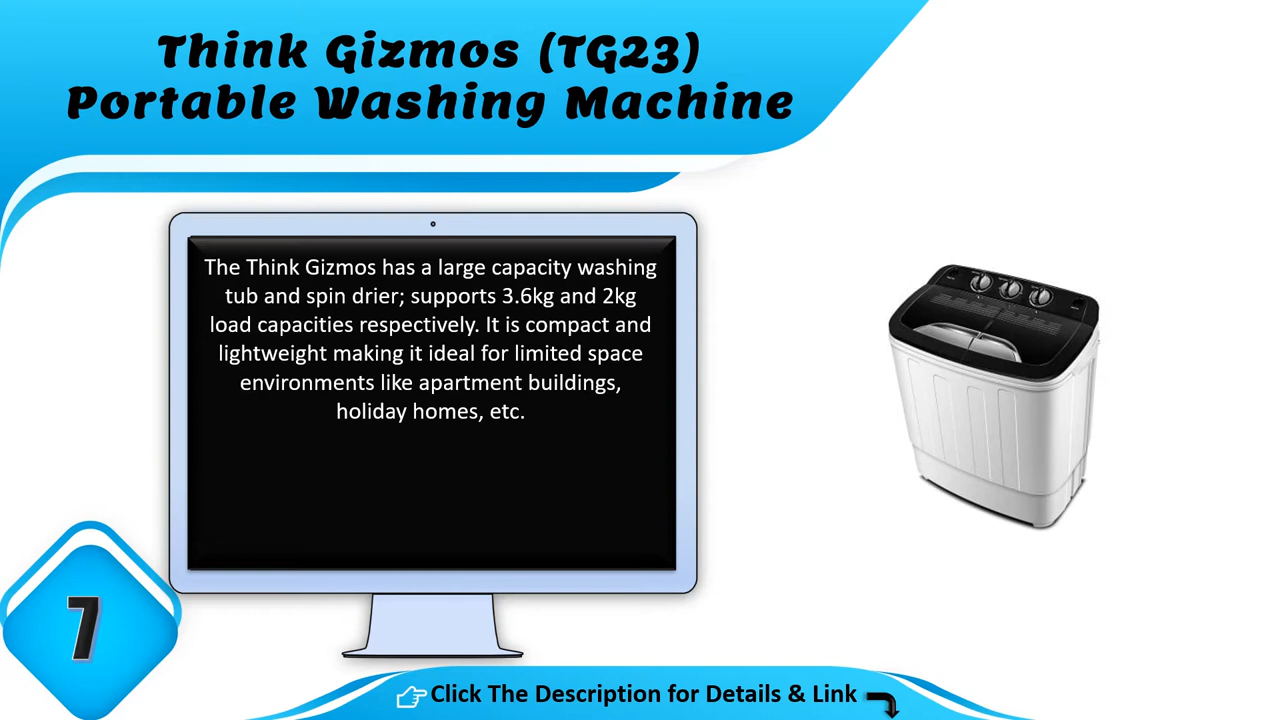 Think Gizmos (TG23)
Portable Washing Machine
The Think Gizmos has a large capacity washing
tub and spin drier; supports 3.6kg and 2kg
load capacities respectively. It is compact and
lightweight making it ideal for limited space
environments like apartment buildings,
holiday homes, etc.
7
Click The Description for Details & Link